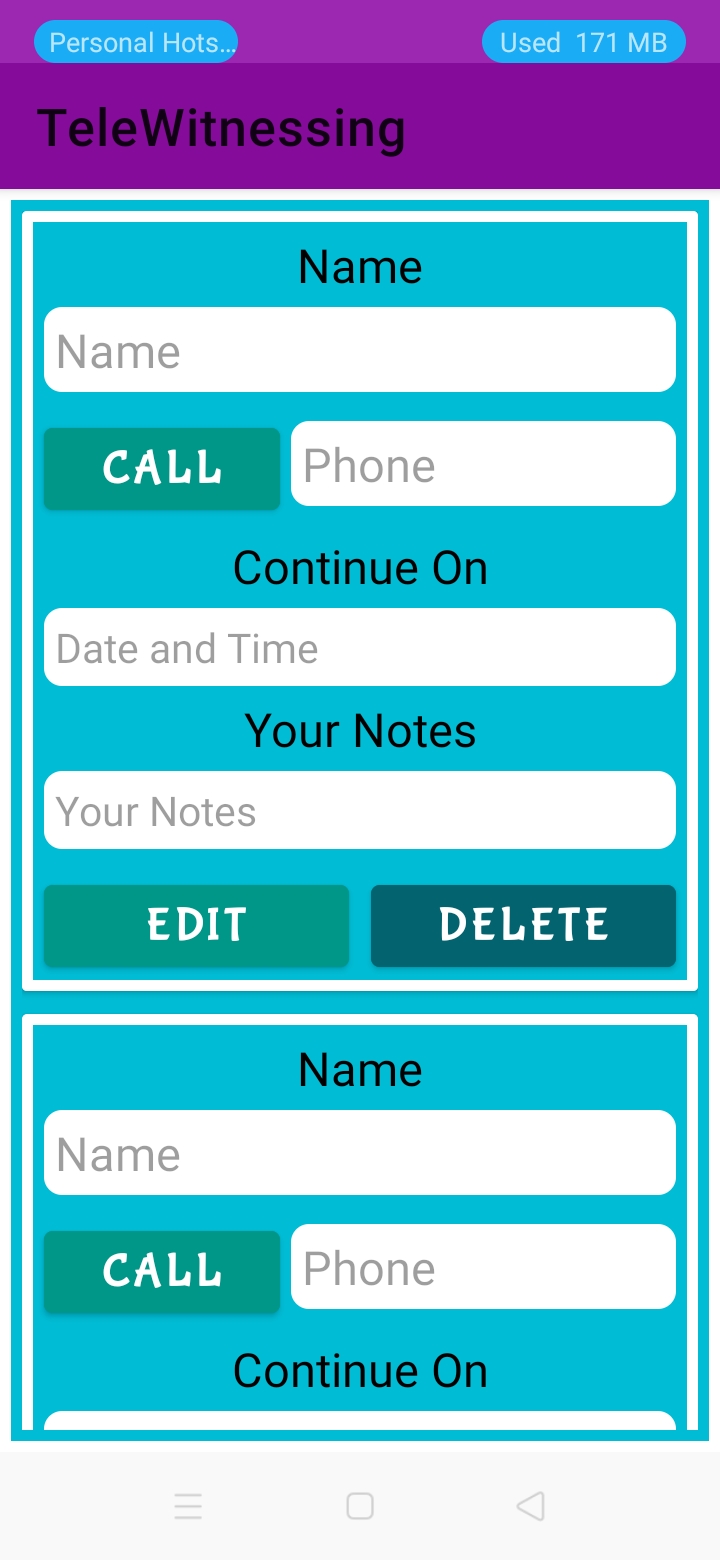 Personal Hots… Used 171 MB
TeleWitnessing
Name
Name
CALL Phone
Continue On
Date and Time
Your Notes
Your Notes
EDIT DELETE
Name
Name
CALL Phone
Continue On